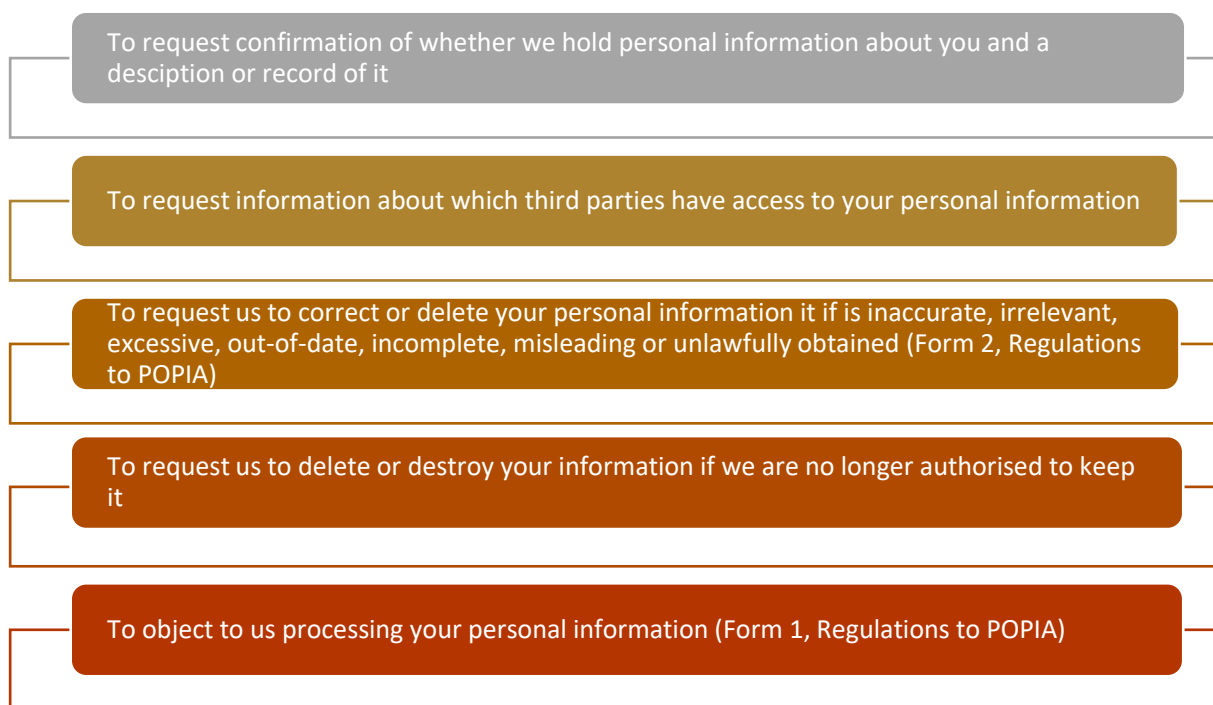 To request confirmation of whether we hold personal information about you and a
desciption or record of it
To request information about which third parties have access to your personal information
To request us to correct or delete your personal information it if is inaccurate, irrelevant,
excessive, out-of-date, incomplete, misleading or unlawfully obtained (Form 2, Regulations
to POPIA)
To request us to delete or destroy your information if we are no longer authorised to keep
it
To object to us processing your personal information (Form 1, Regulations to POPIA)